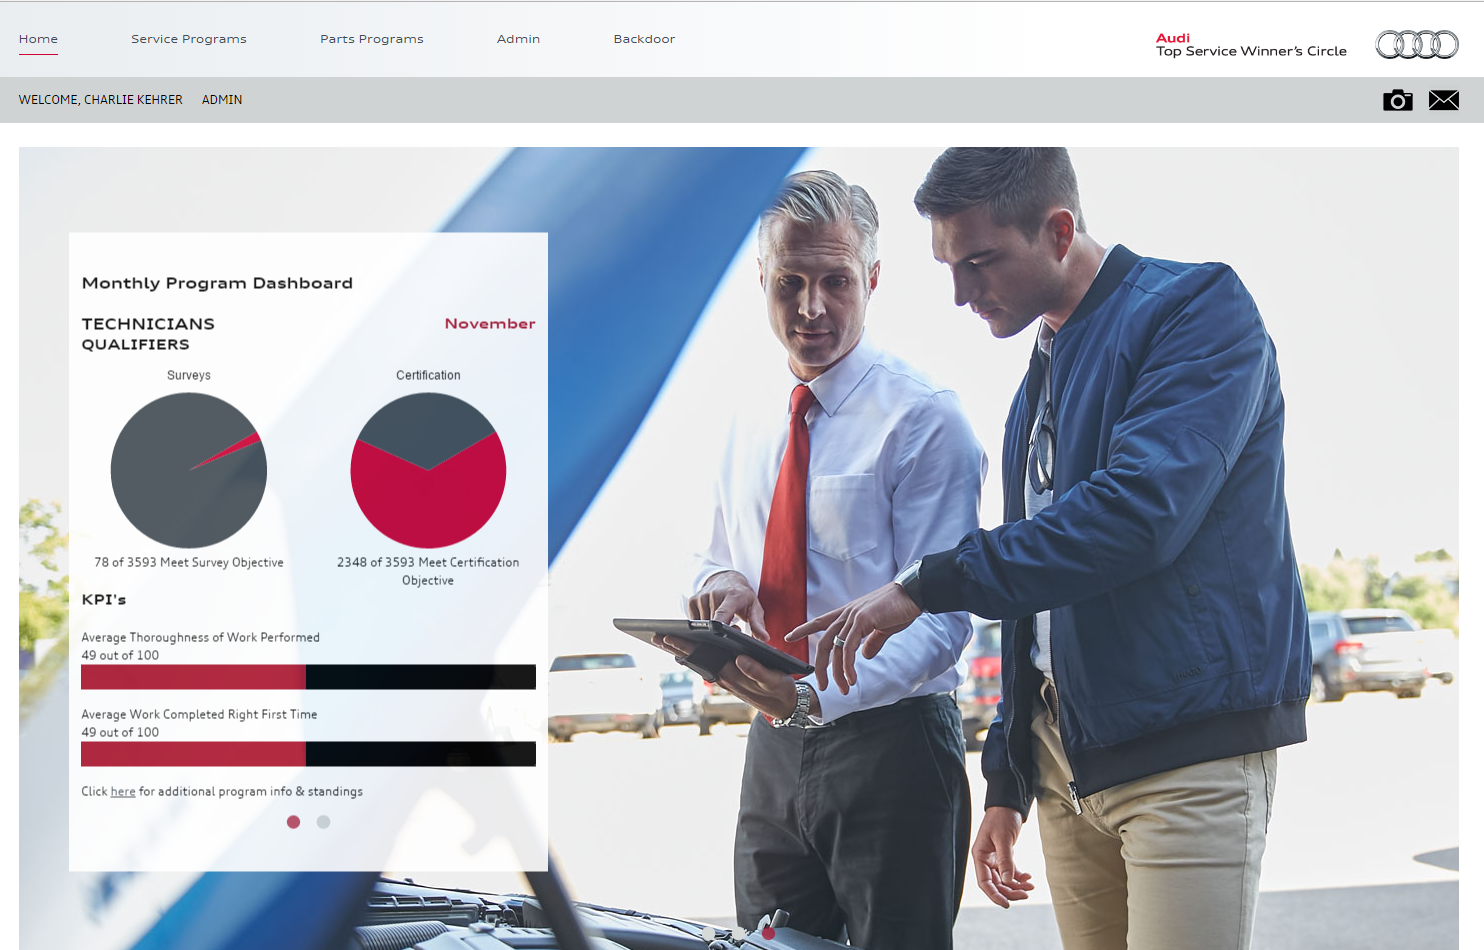 Home Service Programs Parts Programs Admin Backdoor
Audi
Top Service Winner's Circle
WELCOME, CHARLIE KEHRER ADMIN
Monthly Program Dashboard
TECHNICIANS November
QUALIFIERS
Surveys Certification
78 of 3593 Meet Survey Objective 2348 of 3593 Meet Certification
Objective
KPI's
Average Thoroughness of Work Performed
49 out of 100
Average Work Completed Right First Time
49 out of 100
Click here for additional program info & standings